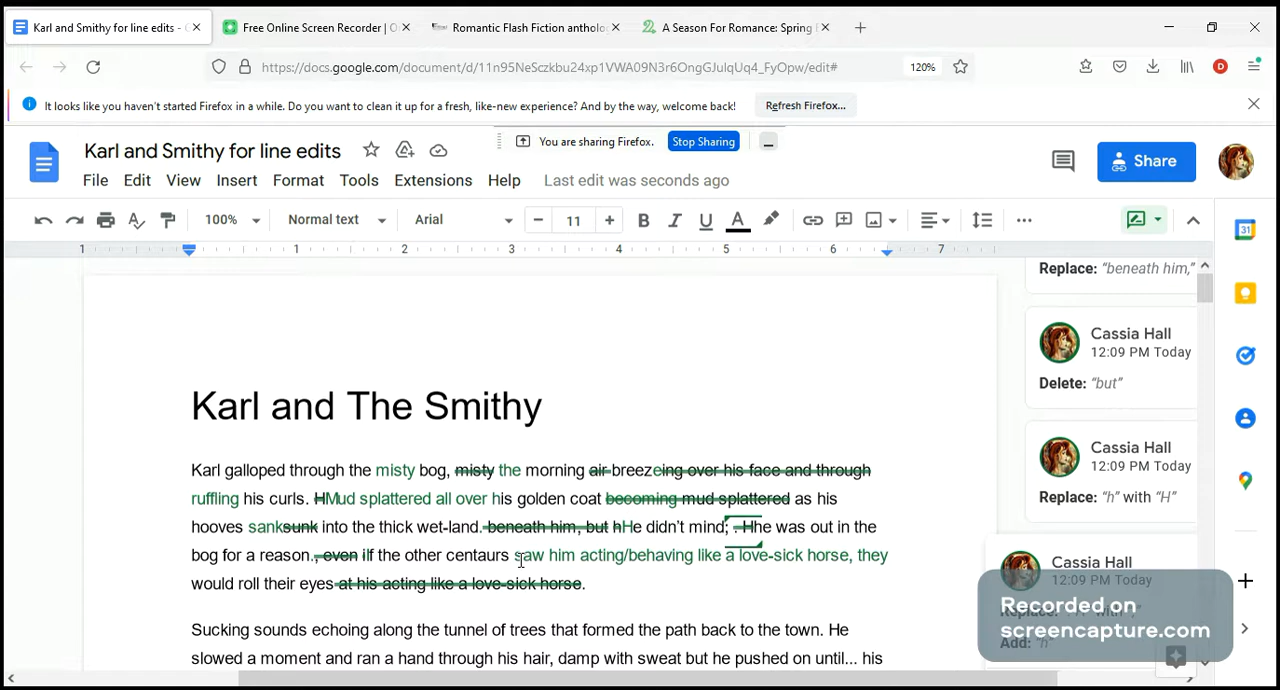 Karl and Smithy for line edits -
Free Online Screen Recorder | O
Romantic Flash Fiction antholo
A Season For Romance: Spring
https://docs.google.com/document/d/11n95NeSczkbu24xp1VWA09N3r6OngGJulqUq4_FyOpw/edit#
120%
D
It looks like you haven't started Firefox in a while. Do you want to clean it up for a fresh, like-new experience? And by the way, welcome back!
Refresh Firefox...
Karl and Smithy for line edits
You are sharing Firefox.
Stop Sharing
Share
File Edit View Insert Format Tools Extensions Help Last edit was seconds ago
100% Normal text Arial 11 B I U A
1 1 2 3 4 5 6 7
31
Karl and The Smithy
Karl galloped through the misty bog, misty the morning air breezeing over his face and through
ruffling his curls. HMud splattered all over his golden coat becoming mud splattered as his
hooves sanksunk into the thick wet-land. beneath him, but hHe didn't mind; . Hhe was out in the
bog for a reason., even iIf the other centaurs saw him acting/behaving like a love-sick horse, they
would roll their eyes at his acting like a love-sick horse.
Sucking sounds echoing along the tunnel of trees that formed the path back to the town. He
slowed a moment and ran a hand through his hair, damp with sweat but he pushed on until... his
Replace: "beneath him,"
Cassia Hall
12:09 PM Today
Delete: "but"
Cassia Hall
12:09 PM Today
Replace: "h" with "H"
Cassia Hall
12:09 PM Today
Add: "h"
Recorded on
screencapture.com